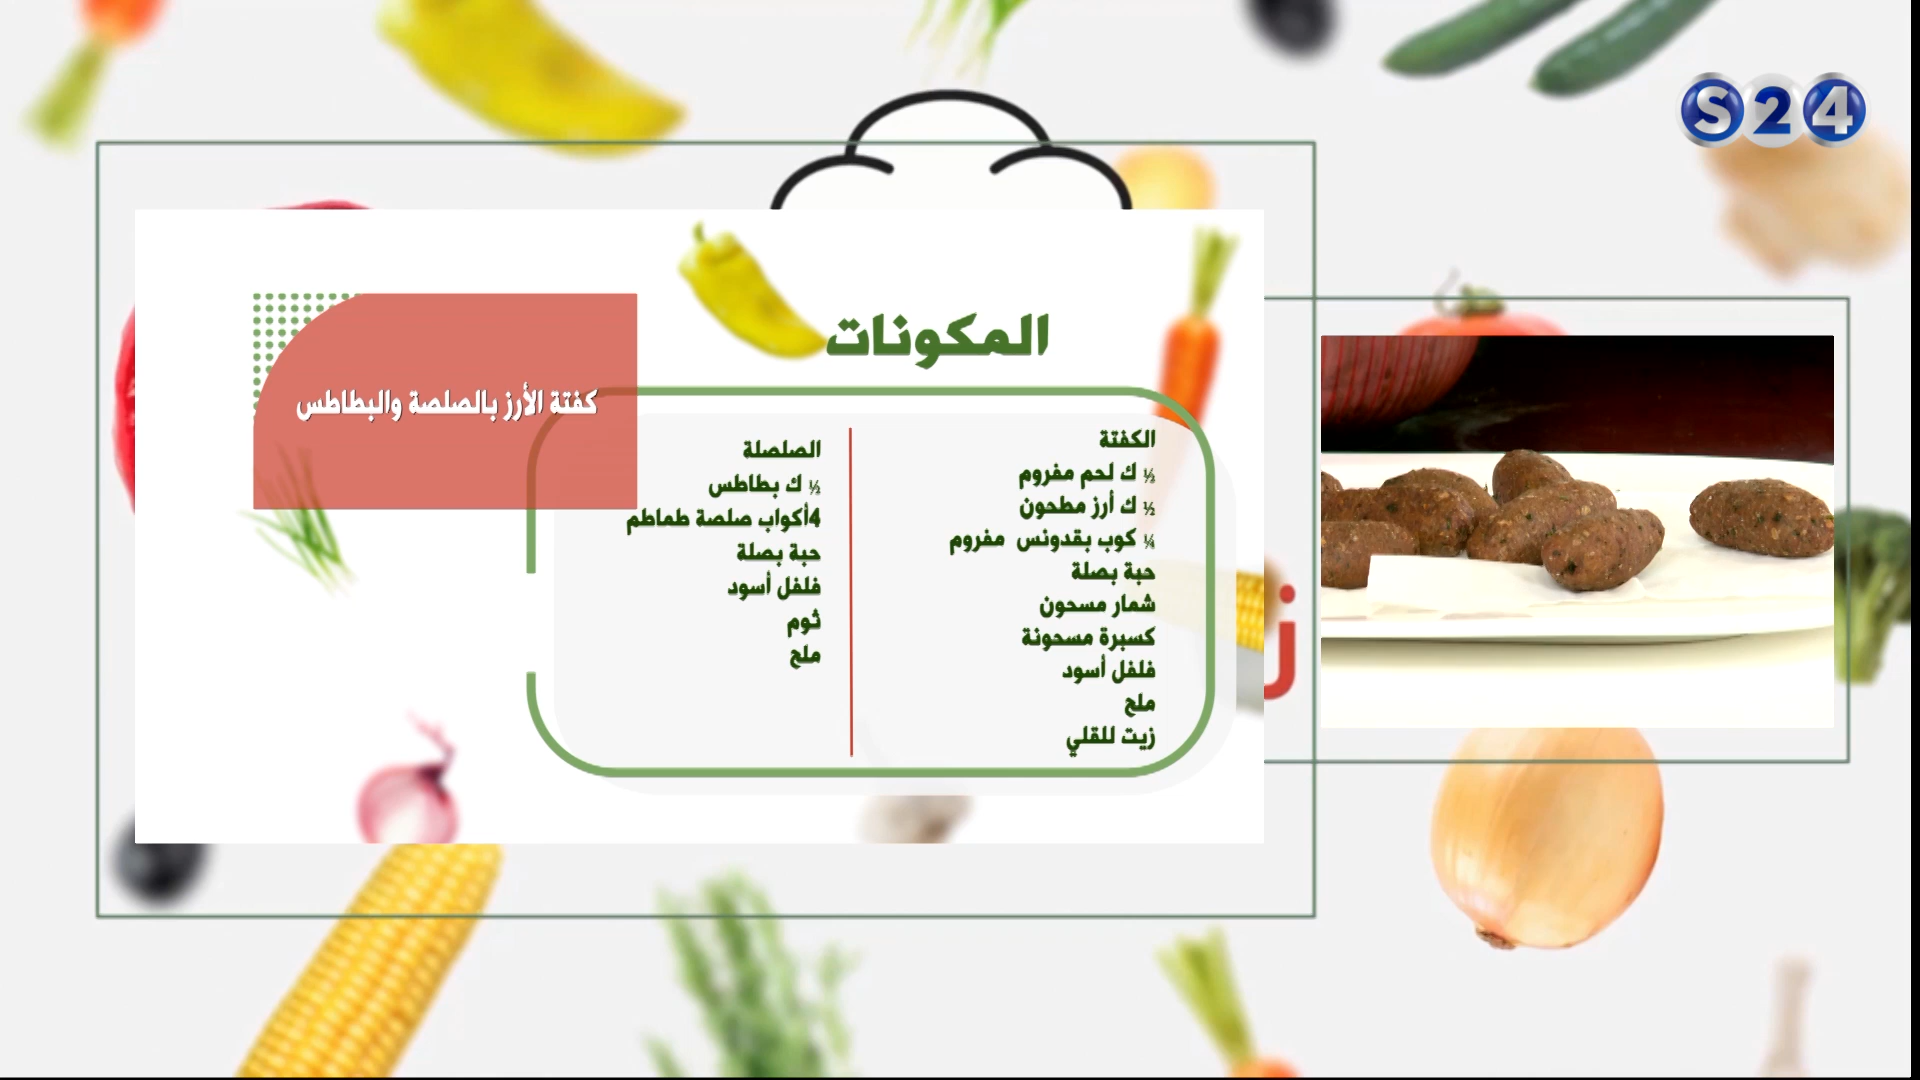 S24
المكونات
كفتة الأرز بالصلصة والبطاطس
الكفتة
½ ك لحم مفروم
½ ك أرز مطحون
¼ كوب بقدونس مفروم
حبة بصلة
شمار مسحون
كسبرة مسحونة
فلفل أسود
ملح
زيت للقلي
الصلصلة
½ ك بطاطس
4أكواب صلصة طماطم
حبة بصلة
فلفل أسود
ثوم
ملح